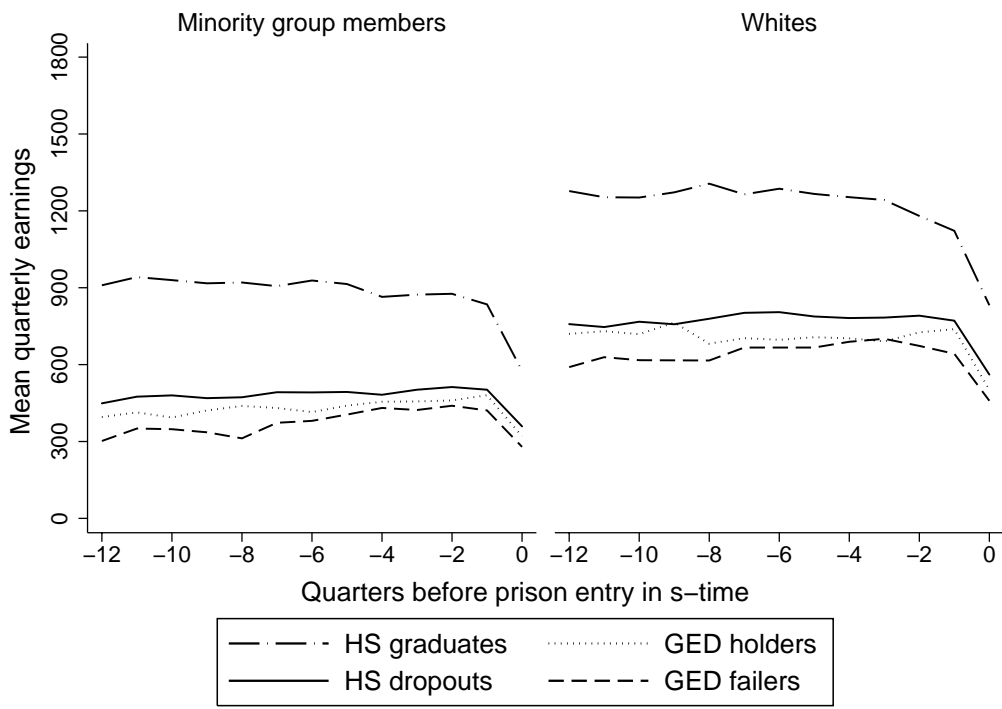 Minority group members
Whites
Mean quarterly earnings
1800
1500
1200
900
600
300
0
−12 −10 −8 −6 −4 −2 0
−12 −10 −8 −6 −4 −2 0
Quarters before prison entry in s−time
HS graduates GED holders
HS dropouts GED failers